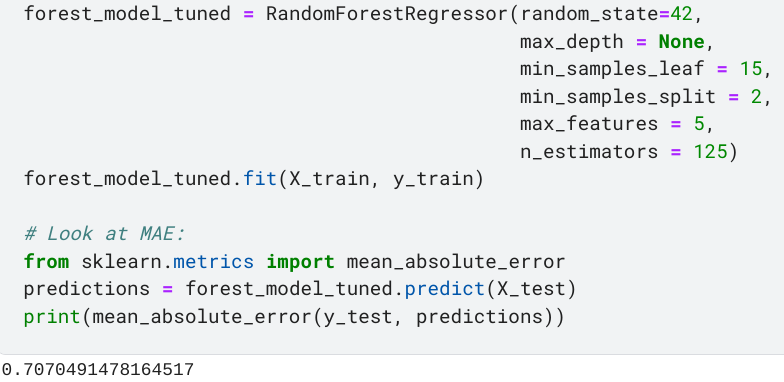 forest_model_tuned = RandomForestRegressor(random_state=42,
max_depth = None,
min_samples_leaf = 15,
min_samples_split = 2,
max_features = 5,
n_estimators = 125)
forest_model_tuned.fit(X_train, y_train)
# Look at MAE:
from sklearn.metrics import mean_absolute_error
predictions = forest_model_tuned.predict(X_test)
print(mean_absolute_error(y_test, predictions))
0.7070491478164517